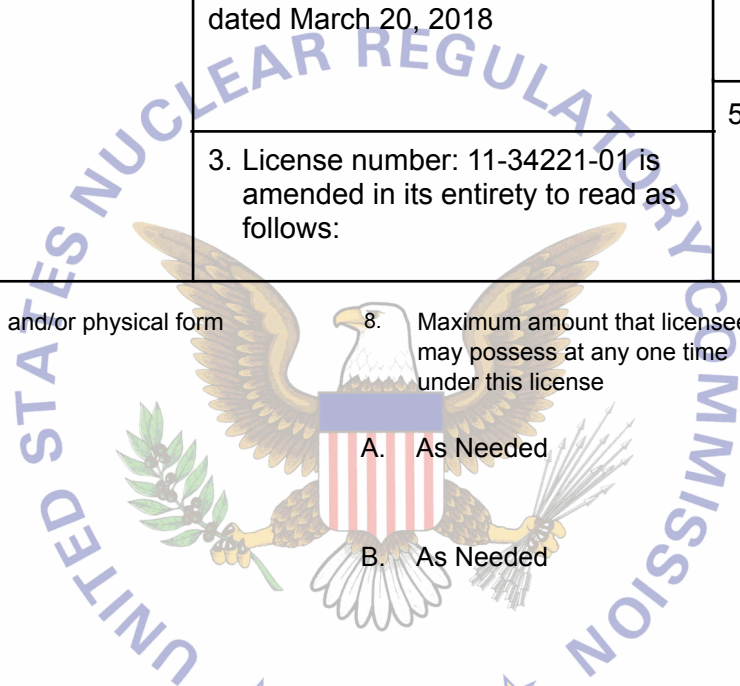 dated March 20, 2018
5
3. License number: 11-34221-01 is
amended in its entirety to read as
follows:
and/or physical form
8. Maximum amount that licensee
may possess at any one time
under this license
A. As Needed
B. As Needed
UNITED STATES NUCLEAR REGULATORY COMMISSION